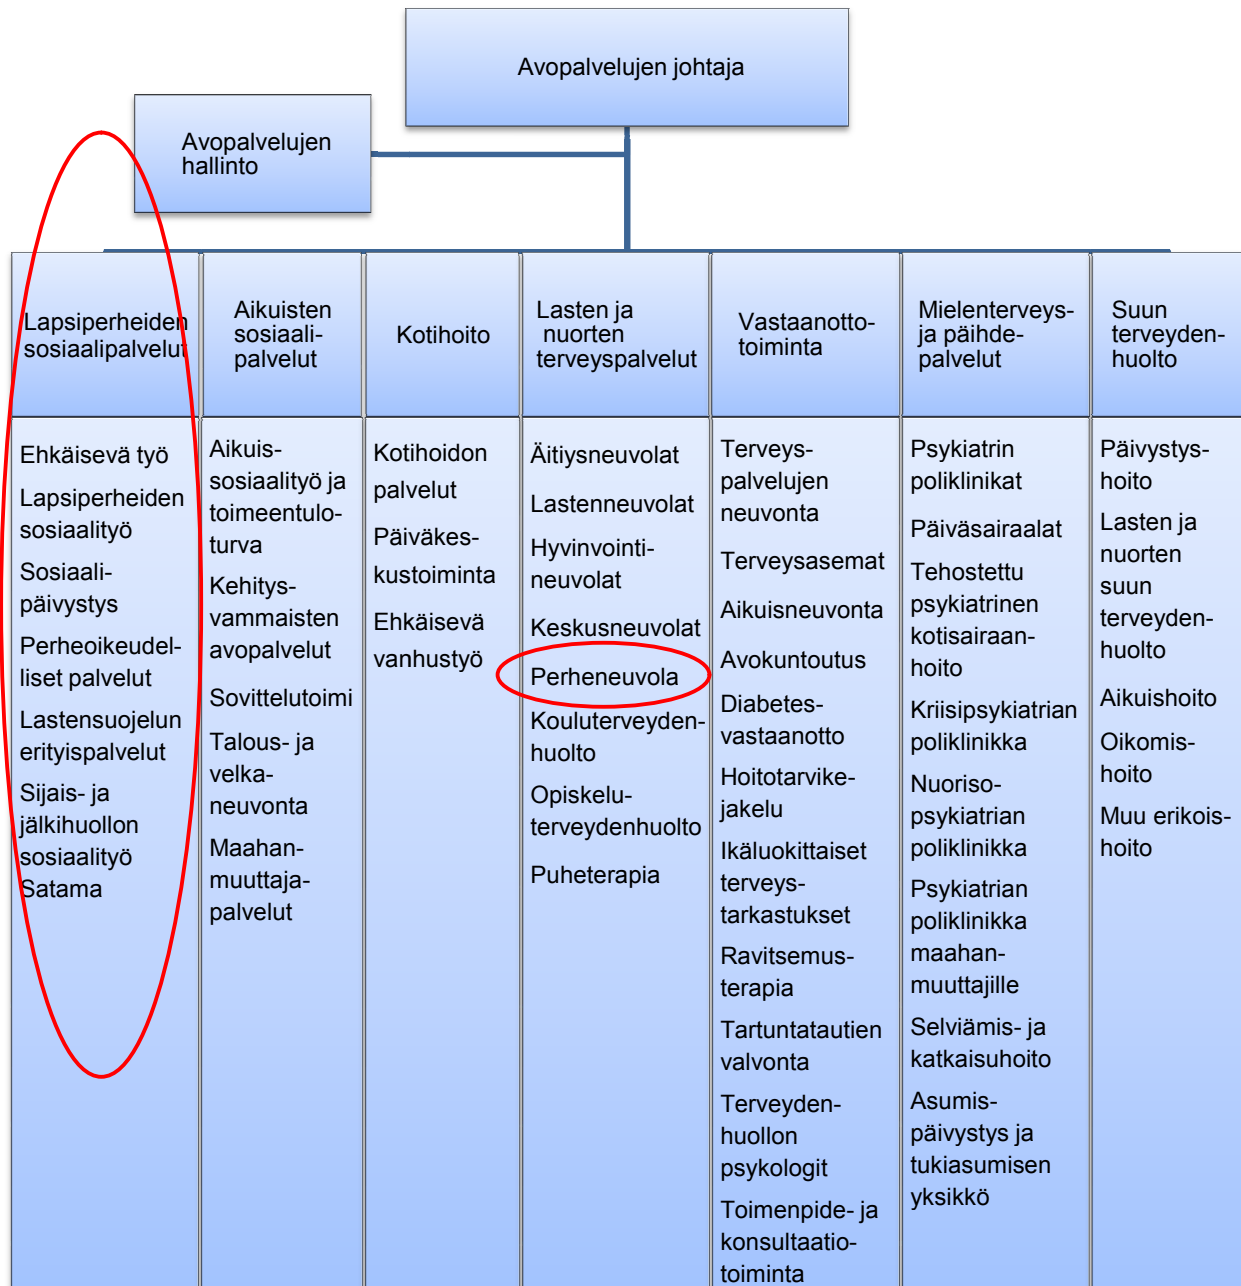 Avopalvelujen johtaja
Avopalvelujen
hallinto
Lapsiperheiden
sosiaalipalvelut
Ehkäisevä työ
Lapsiperheiden
sosiaalityö
Sosiaali-
päivystys
Perheoikeudel-
liset palvelut
Lastensuojelun
erityispalvelut
Sijais- ja
jälkihuollon
sosiaalityö
Satama
Aikuisten
sosiaali-
palvelut
Aikuis-
sosiaalityö ja
toimeentulo-
turva
Kehitys-
vammaisten
avopalvelut
Sovittelutoimi
Talous- ja
velka-
neuvonta
Maahan-
muuttaja-
palvelut
Kotihoito
Kotihoidon
palvelut
Päiväkes-
kustoiminta
Ehkäisevä
vanhustyö
Lasten ja
nuorten
terveyspalvelut
Äitiysneuvolat
Lastenneuvolat
Hyvinvointi-
neuvolat
Keskusneuvolat
Perheneuvola
Kouluterveyden-
huolto
Opiskelu-
terveydenhuolto
Puheterapia
Vastaanotto-
toiminta
Terveys-
palvelujen
neuvonta
Terveysasemat
Aikuisneuvonta
Avokuntoutus
Diabetes-
vastaanotto
Hoitotarvike-
jakelu
Ikäluokittaiset
terveys-
tarkastukset
Ravitsemus-
terapia
Tartuntatautien
valvonta
Terveyden-
huollon
psykologit
Toimenpide- ja
konsultaatio-
toiminta
Mielenterveys-
ja päihde-
palvelut
Psykiatrin
poliklinikat
Päiväsairaalat
Tehostettu
psykiatrinen
kotisairaan-
hoito
Kriisipsykiatrian
poliklinikka
Nuoriso-
psykiatrian
poliklinikka
Psykiatrian
poliklinikka
maahan-
muuttajille
Selviämis- ja
katkaisuhoito
Asumis-
päivystys ja
tukiasumisen
yksikkö
Suun
terveyden-
huolto
Päivystys-
hoito
Lasten ja
nuorten
suun
terveyden-
huolto
Aikuishoito
Oikomis-
hoito
Muu erikois-
hoito